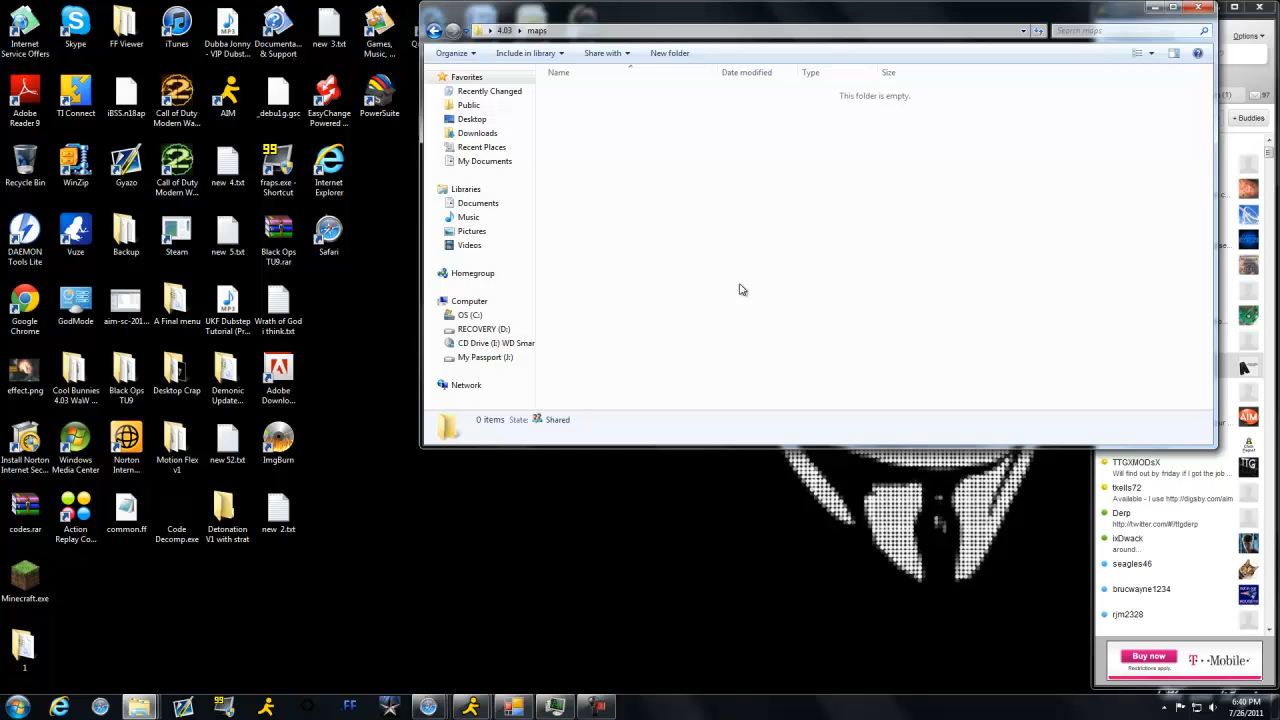 Internet Service Offers
Skype
FF Viewer
iTunes
Dubba Jonny - VIP Dubst...
Documenta... & Support
new 3.txt
Games, Music, ...
Adobe Reader 9
TI Connect
iBSS.n18ap
Call of Duty Modern Wa...
AIM
_debu1g.gsc
EasyChange Powered ...
PowerSuite
Recycle Bin
WinZip
Gyazo
Call of Duty Modern W...
new 4.txt
99
fraps.exe - Shortcut
Internet Explorer
DAEMON Tools Lite
Vuze
Backup
Steam
new 5.txt
Black Ops TU9.rar
Safari
Google Chrome
GodMode
aim-sc-201...
A Final menu
UKF Dubstep Tutorial (Pr...
Wrath of God i think.txt
effect.png
Cool Bunnies 4.03 WaW ...
Black Ops TU9
Desktop Crap
Demonic Update...
Adobe Downlo...
Install Norton Internet Sec...
Windows Media Center
Norton Intern...
Motion Flex v1
new 52.txt
ImgBurn
codes.rar
Action Replay Co...
common.ff
Code Decomp.exe
Detonation V1 with strat
new 2.txt
Minecraft.exe
1
4.03
maps
Search maps
Organize
Include in library
Share with
New folder
Name
Date modified
Type
Size
This folder is empty.
Favorites
Recently Changed
Public
Desktop
Downloads
Recent Places
My Documents
Libraries
Documents
Music
Pictures
Videos
Homegroup
Computer
OS (C:)
RECOVERY (D:)
CD Drive (I:) WD Smar
My Passport (J:)
Network
0 items
State:
Shared
Options
(1)
97
+ Buddies
TTGXMODsX
Will find out by friday if I got the job ...
tkells72
Available - I use http://digsby.com/aim
Derp
http://twitter.com/#!/ttgderp
ixDwack
around...
seagles46
brucwayne1234
rjm2328
Buy now
Restrictions apply.
T··Mobile·
99
.FF
6:40 PM
7/26/2011